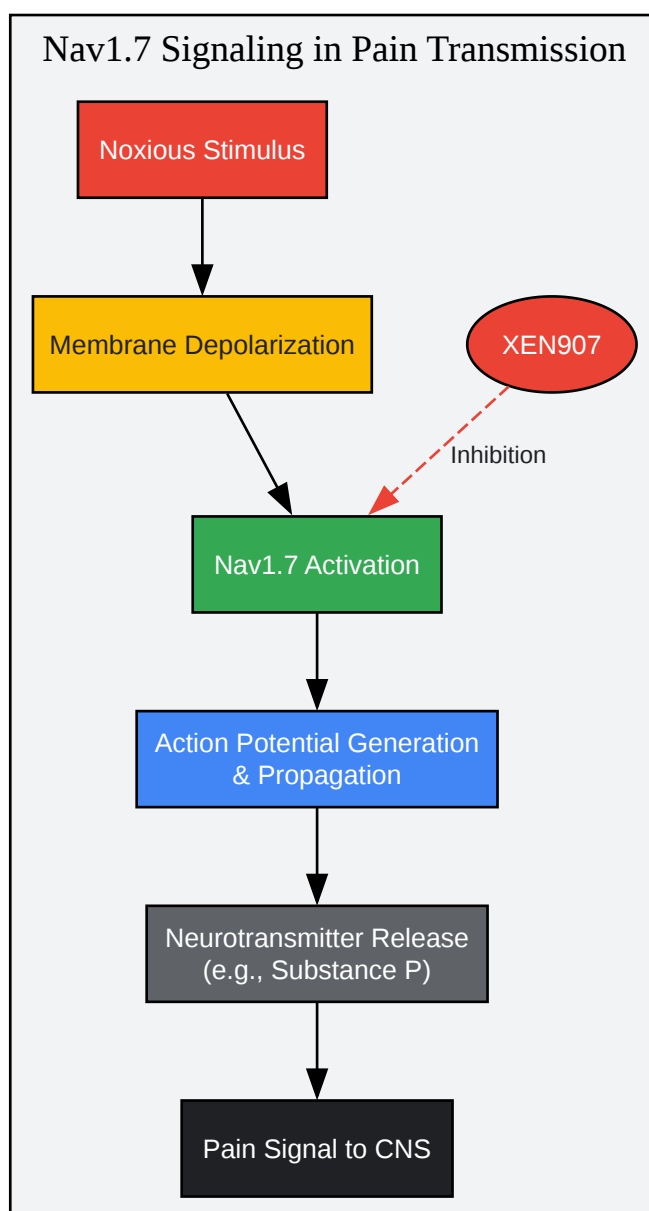 Nav1.7 Signaling in Pain Transmission
Noxious Stimulus
Membrane Depolarization
XEN907
Inhibition
Nav1.7 Activation
Action Potential Generation
& Propagation
Neurotransmitter Release
(e.g., Substance P)
Pain Signal to CNS